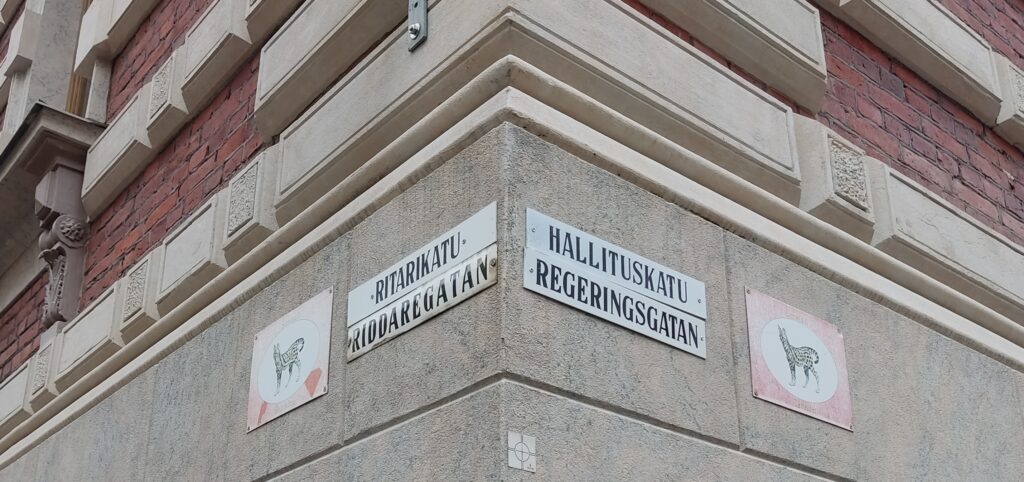 RITARIKATU
RIDDAREGATAN
HALLITUSKATU
REGERINGSGATAN